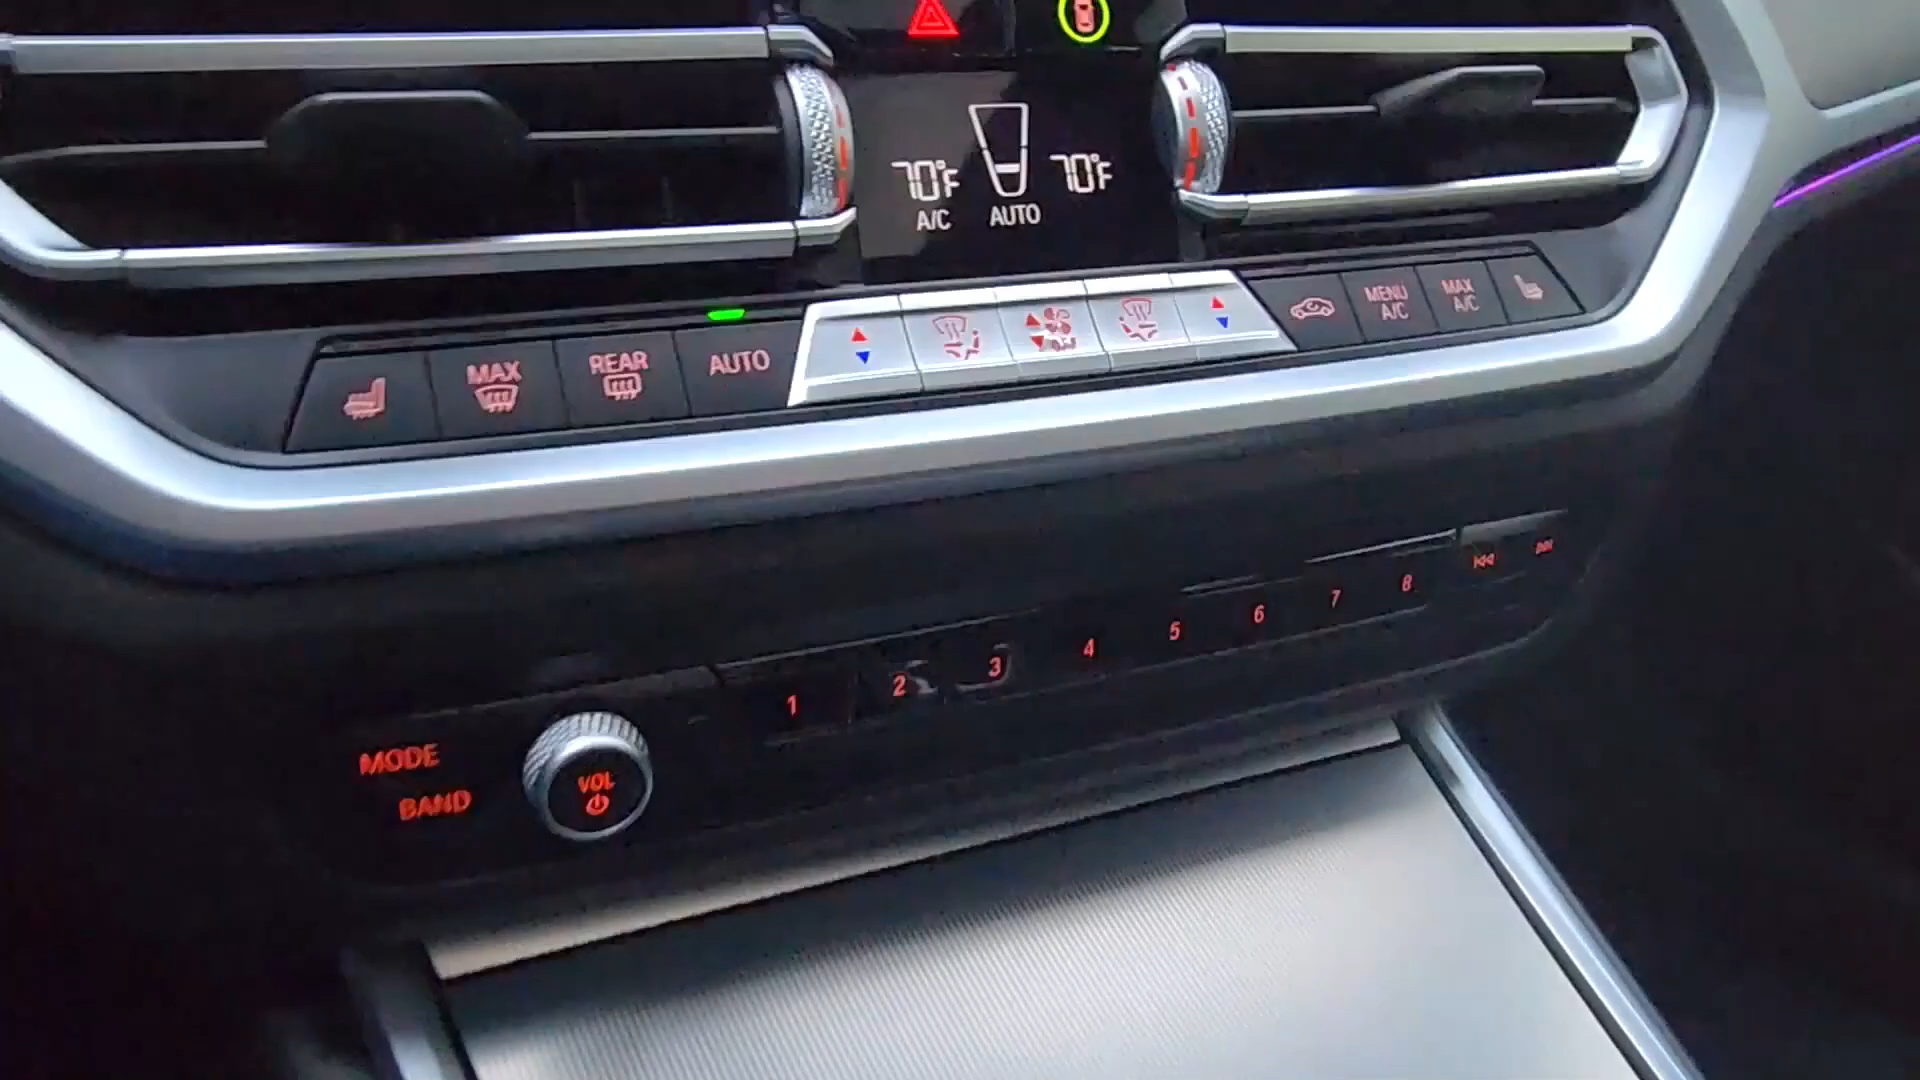 70°F
70°F
A/C
AUTO
MAX
REAR
AUTO
MENU
A/C
MAX
A/C
MODE
BAND
VOL
1
2
3
4
5
6
7
8